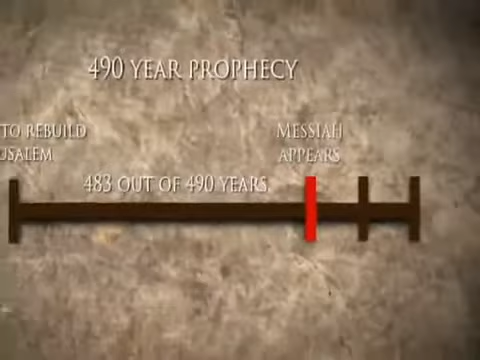 490 YEAR PROPHECY
TO REBUILD
USALEM
MESSIAH
APPEARS
483 OUT OF 490 YEARS